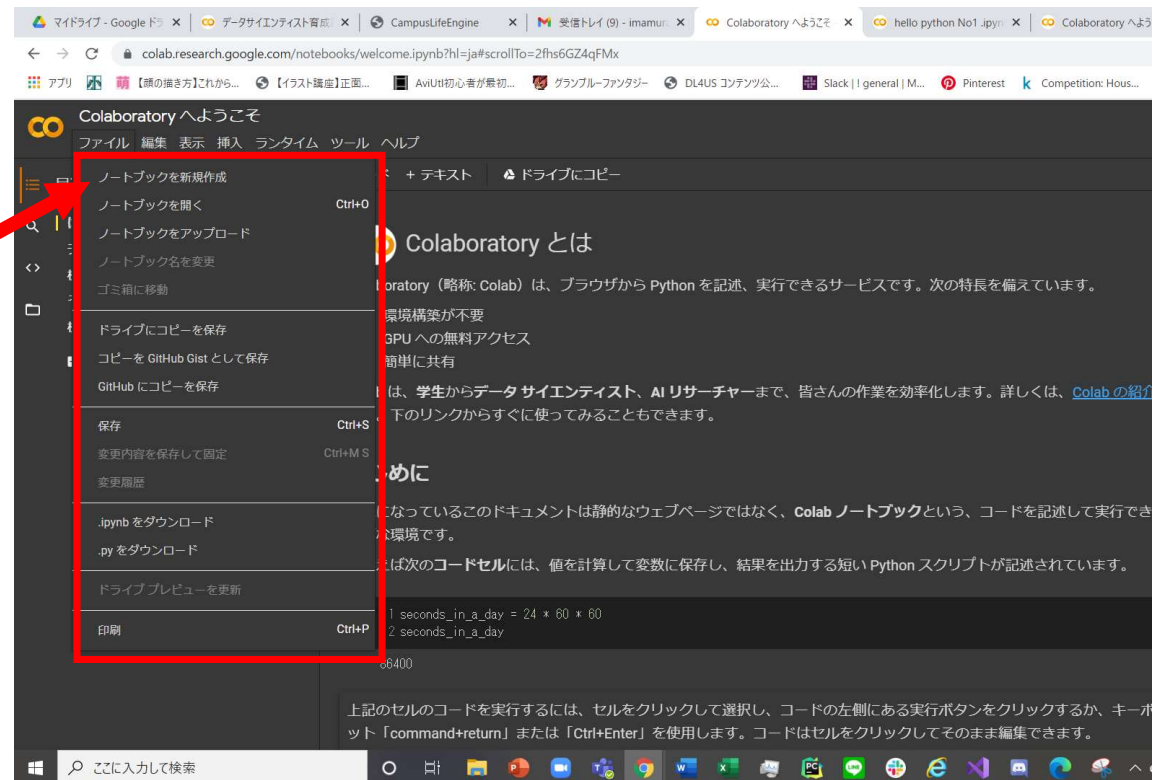 マイドライブ - Google ドラ
データサイエンティスト育成
CampusLifeEngine
受信トレイ (9) - imamur
Colaboratory へようこそ
hello python No1 .ipyn
Colaboratory へよう
colab.research.google.com/notebooks/welcome.ipynb?hl=ja#scrollTo=2fhs6GZ4qFMx
アプリ
【頭の描き方】これから...
【イラスト講座】正面...
AviUtl初心者が最初...
グランブルーファンタジー
DL4US コンテンツ公...
Slack | ! general | M...
Pinterest
Competition: Hous...
Colaboratory へようこそ
ファイル 編集 表示 挿入 ランタイム ツール ヘルプ
+ テキスト
ドライブにコピー
ノートブックを新規作成
ノートブックを開く Ctrl+O
ノートブックをアップロード
ノートブック名を変更
ゴミ箱に移動
ドライブにコピーを保存
コピーを GitHub Gist として保存
GitHub にコピーを保存
保存 Ctrl+S
変更内容を保存して固定 Ctrl+M S
変更履歴
.ipynb をダウンロード
.py をダウンロード
ドライブ プレビューを更新
印刷 Ctrl+P
Colaboratory とは
boratory（略称: Colab）は、ブラウザから Python を記述、実行できるサービスです。次の特長を備えています。
環境構築が不要
GPU への無料アクセス
簡単に共有
は、学生からデータ サイエンティスト、AI リサーチャーまで、皆さんの作業を効率化します。詳しくは、Colab の紹介
下のリンクからすぐに使ってみることもできます。
めに
になっているこのドキュメントは静的なウェブページではなく、Colab ノートブックという、コードを記述して実行でき
な環境です。
えば次のコードセルには、値を計算して変数に保存し、結果を出力する短い Python スクリプトが記述されています。
1 seconds_in_a_day = 24 * 60 * 60
2 seconds_in_a_day
86400
上記のセルのコードを実行するには、セルをクリックして選択し、コードの左側にある実行ボタンをクリックするか、キーボ
ット「command+return」または「Ctrl+Enter」を使用します。コードはセルをクリックしてそのまま編集できます。
ここに入力して検索